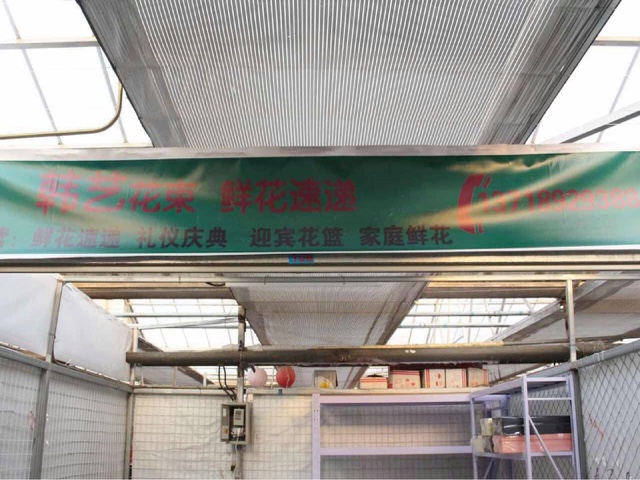 韩艺花束 鲜花速递
营：鲜花速递 礼仪庆典 迎宾花篮 家庭鲜花